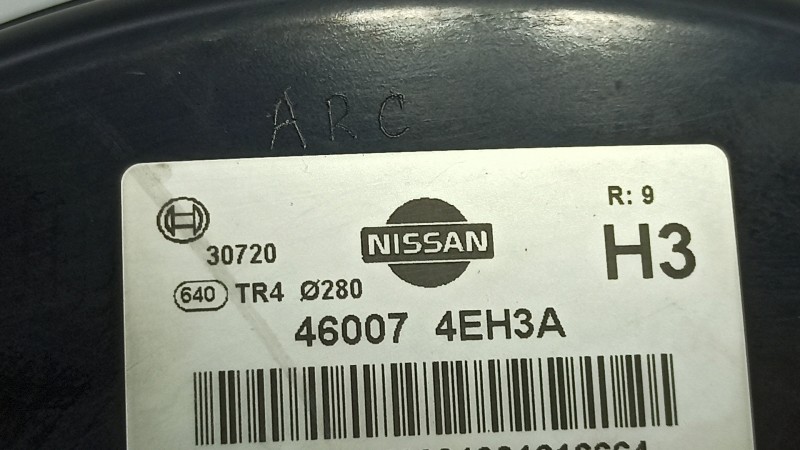 ARC
R: 9
NISSAN
H3
30720
640 TR4 Ø280
46007 4EH3A